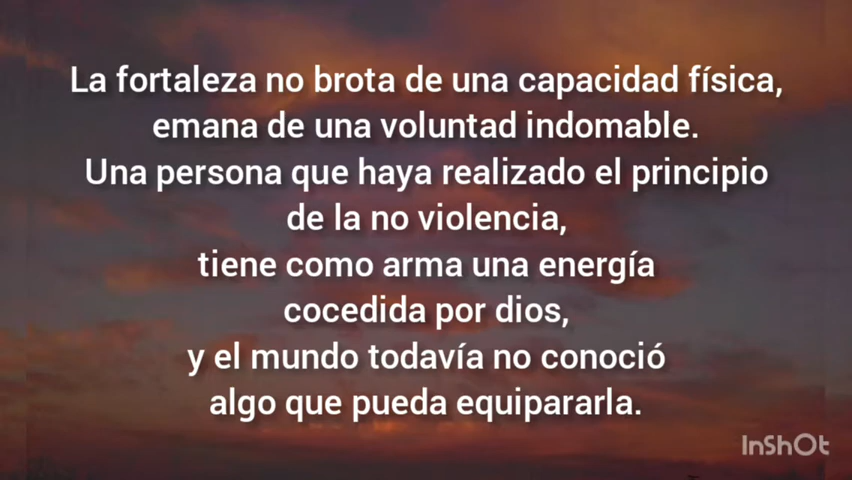 La fortaleza no brota de una capacidad física,
emana de una voluntad indomable.
Una persona que haya realizado el principio
de la no violencia,
tiene como arma una energía
cocedida por dios,
y el mundo todavía no conoció
algo que pueda equipararla.
InShOt